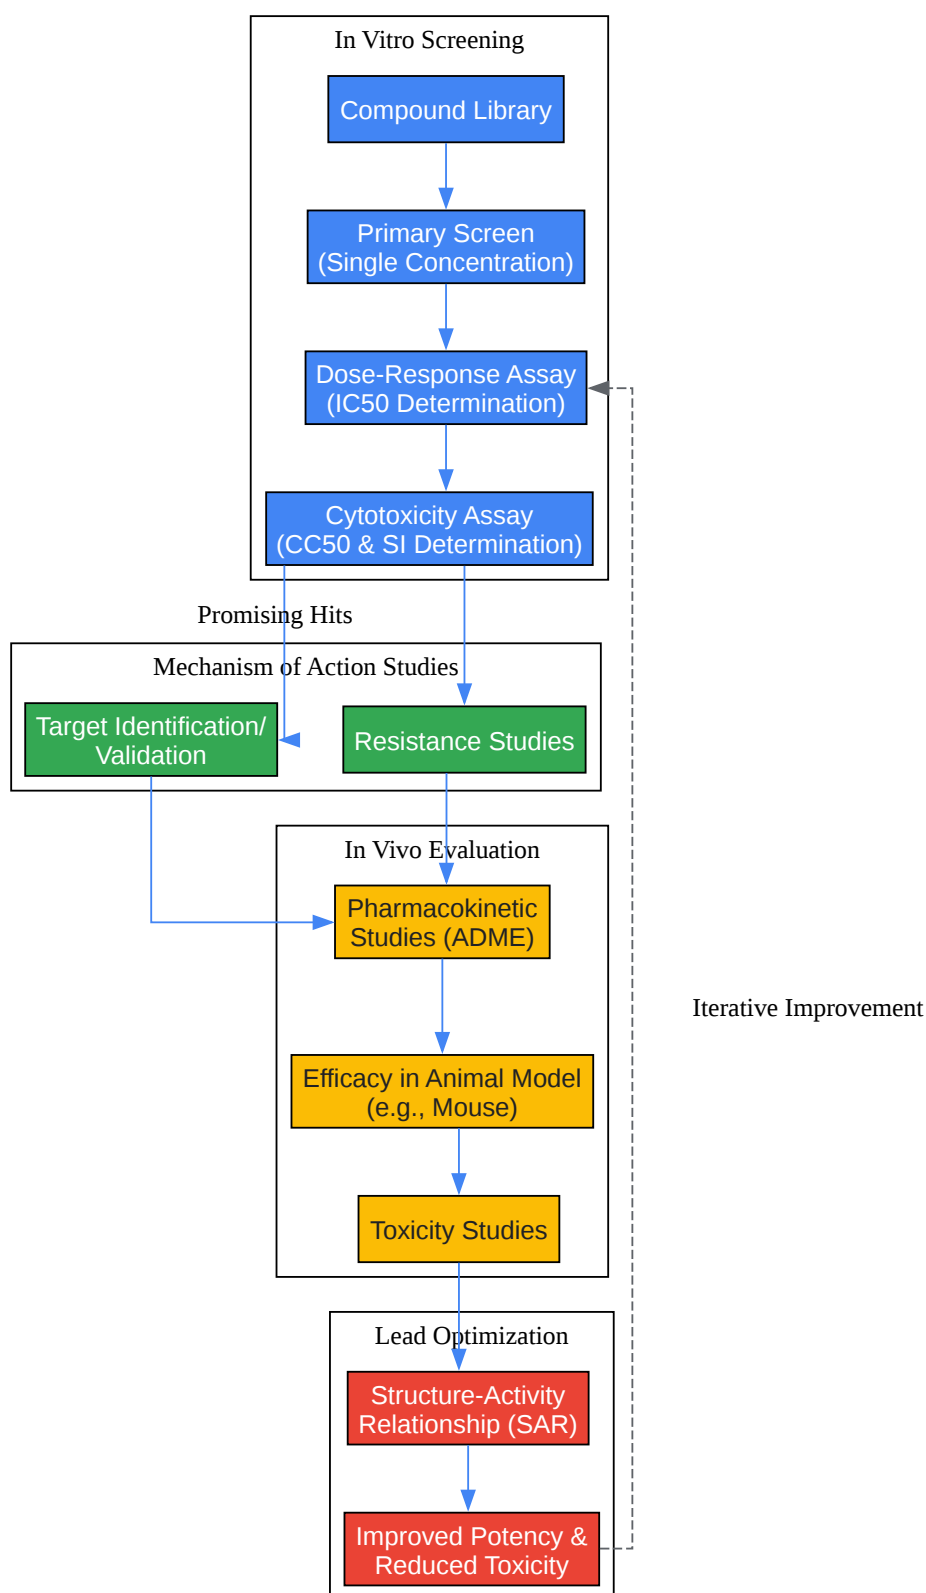 In Vitro Screening
Compound Library
Primary Screen
(Single Concentration)
Dose-Response Assay
(IC50 Determination)
Cytotoxicity Assay
(CC50 & SI Determination)
Promising Hits
Mechanism of Action Studies
Target Identification/
Validation
Resistance Studies
In Vivo Evaluation
Pharmacokinetic
Studies (ADME)
Iterative Improvement
Efficacy in Animal Model
(e.g., Mouse)
Toxicity Studies
Lead Optimization
Structure-Activity
Relationship (SAR)
Improved Potency &
Reduced Toxicity